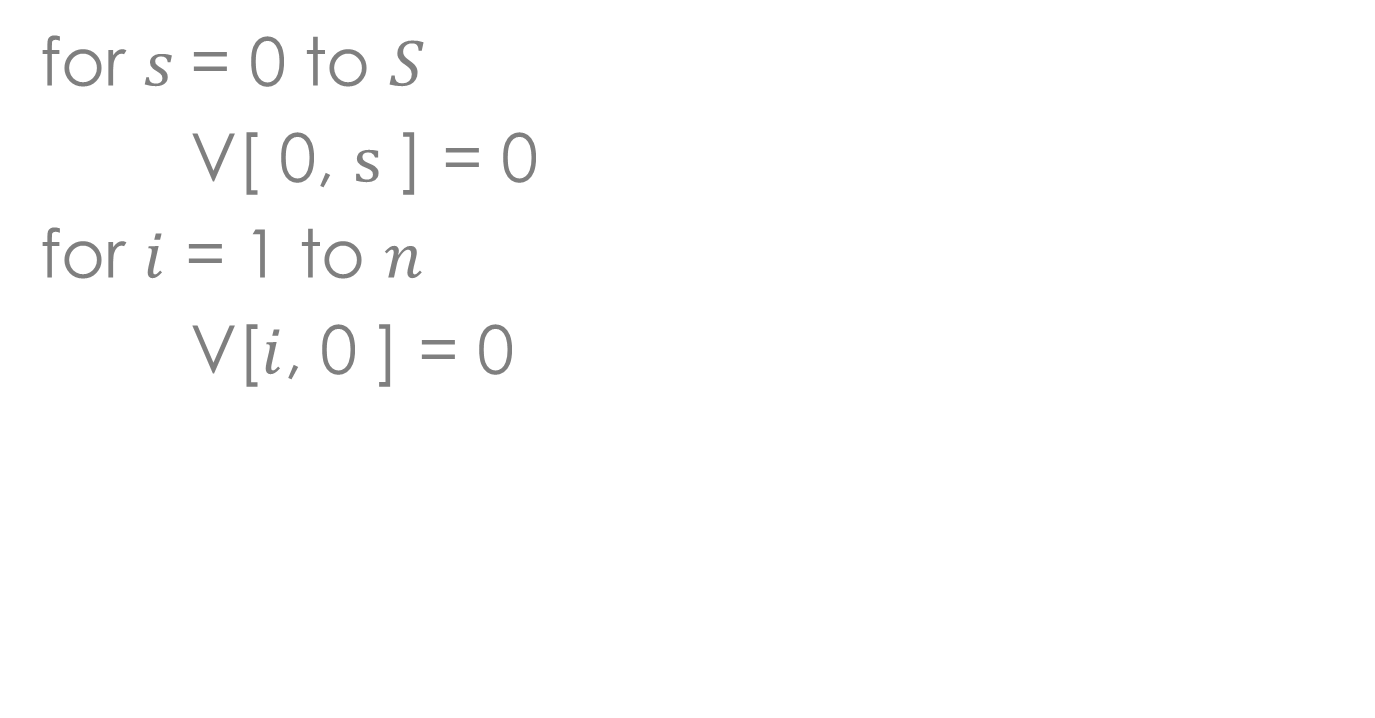 for s = 0 to S
V[ 0, s ] = 0
for i = 1 to n
V[i, 0 ] = 0